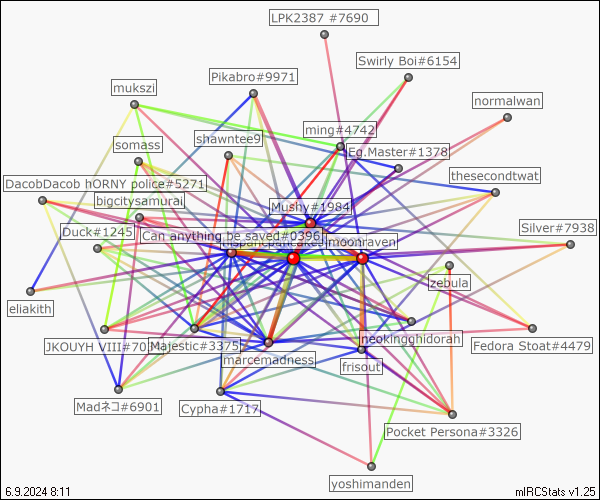 LPK2387 #7690
Swirly Boi#6154
Pikabro#9971
mukszi
normalwan
ming#4742
shawntee9
somass
Eg.Master#1378
thesecondtwat
DacobDacob hORNY police#5271
bigcitysamurai
Mushy#1984
Duck#1245
Can anything be saved#0396
moonraven
Silver#7938
zebula
eliakith
neokingghidorah
JKOUYH VIII#70
Majestic#3375
Fedora Stoat#4479
marcemadness
frisout
Madネコ#6901
Cypha#1717
Pocket Persona#3326
yoshimanden
6.9.2024 8:11
mIRCStats v1.25